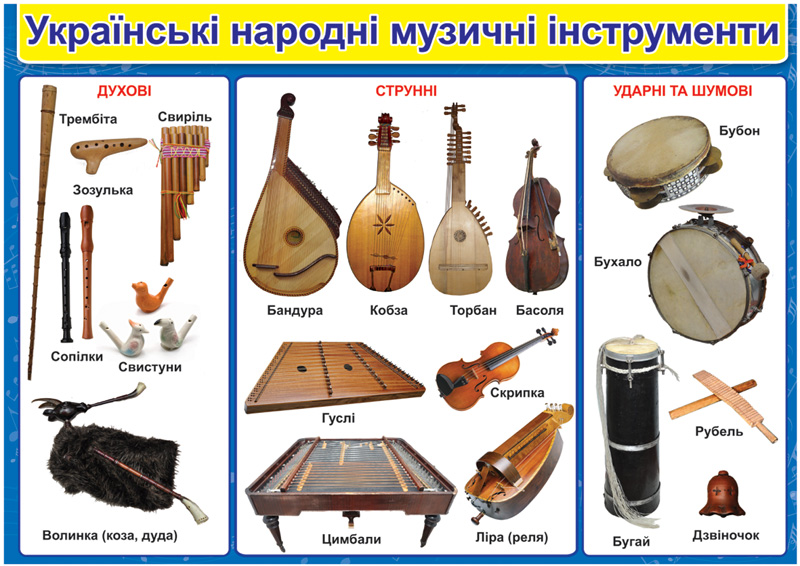 Українські народні музичні інструменти
ДУХОВІ
Трембіта
Свиріль
Зозулька
Сопілки
Свистуни
Волинка (коза, дуда)
СТРУННІ
Бандура
Кобза
Торбан
Басоля
Гуслі
Скрипка
Цимбали
Ліра (реля)
УДАРНІ ТА ШУМОВІ
Бубон
Бухало
Рубель
Бугай
Дзвіночок